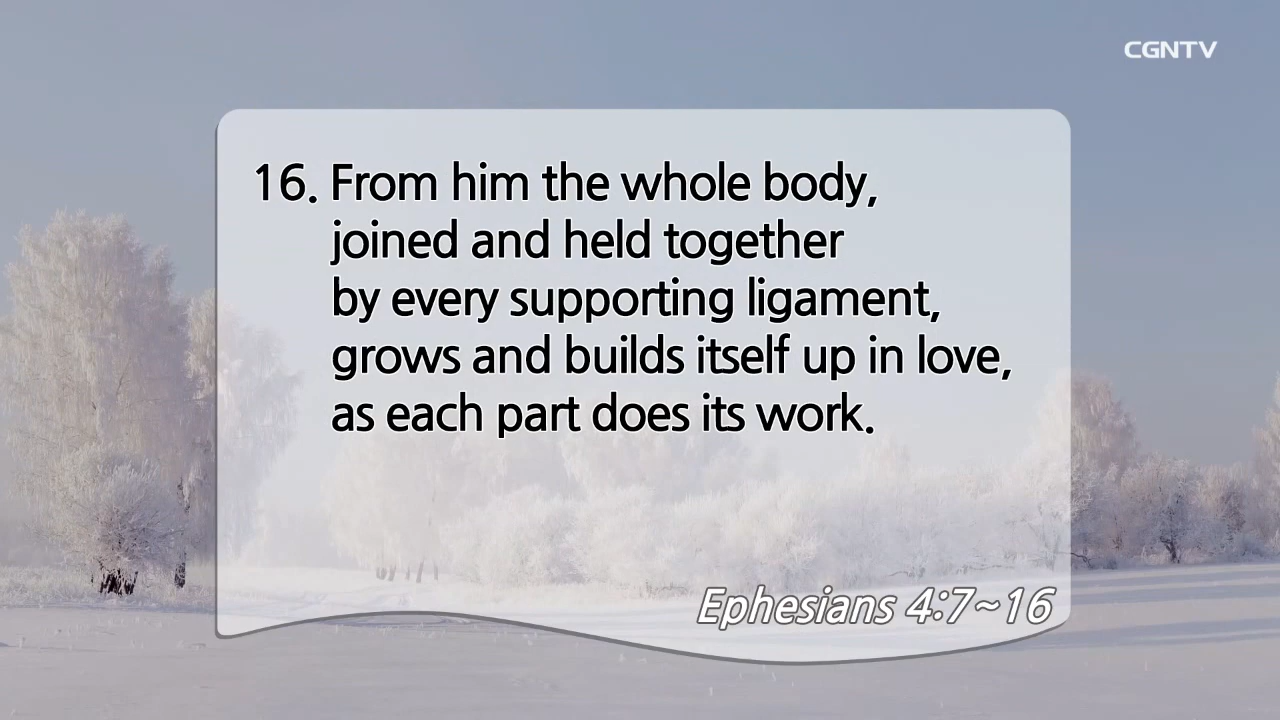 CGNTV
16. From him the whole body,
joined and held together
by every supporting ligament,
grows and builds itself up in love,
as each part does its work.
Ephesians 4:7~16